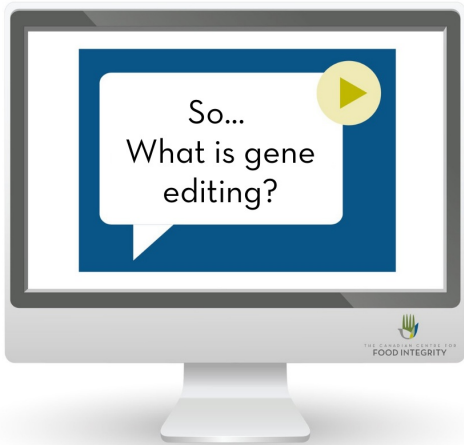 So...
What is gene
editing?
THE CANADIAN CENTRE FOR
FOOD INTEGRITY